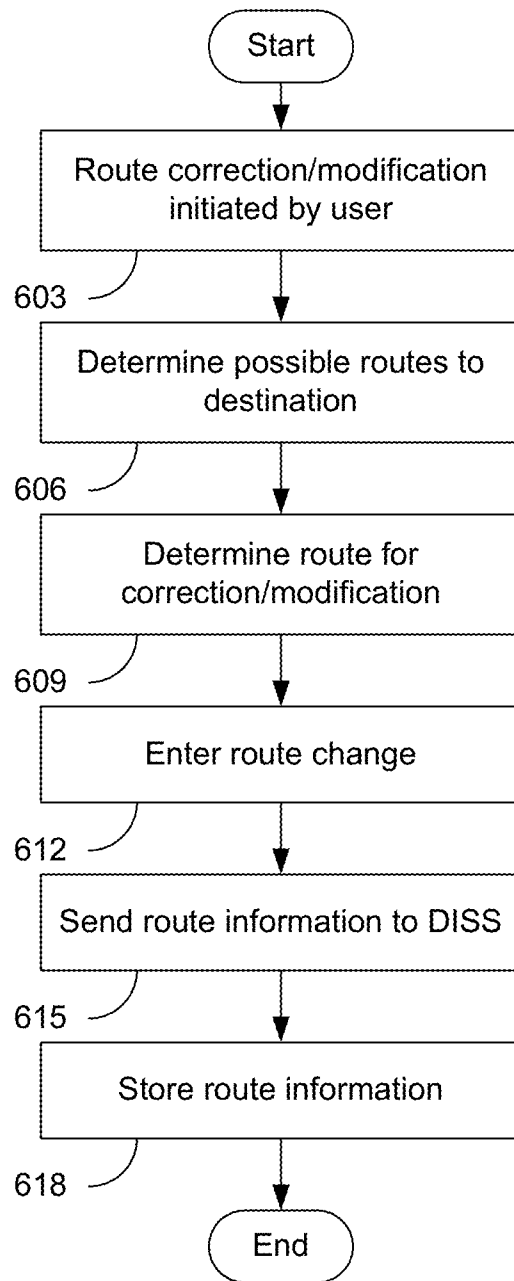 Start
Route correction/modification
initiated by user
603
Determine possible routes to
destination
606
Determine route for
correction/modification
609
Enter route change
612
Send route information to DISS
615
Store route information
618
End